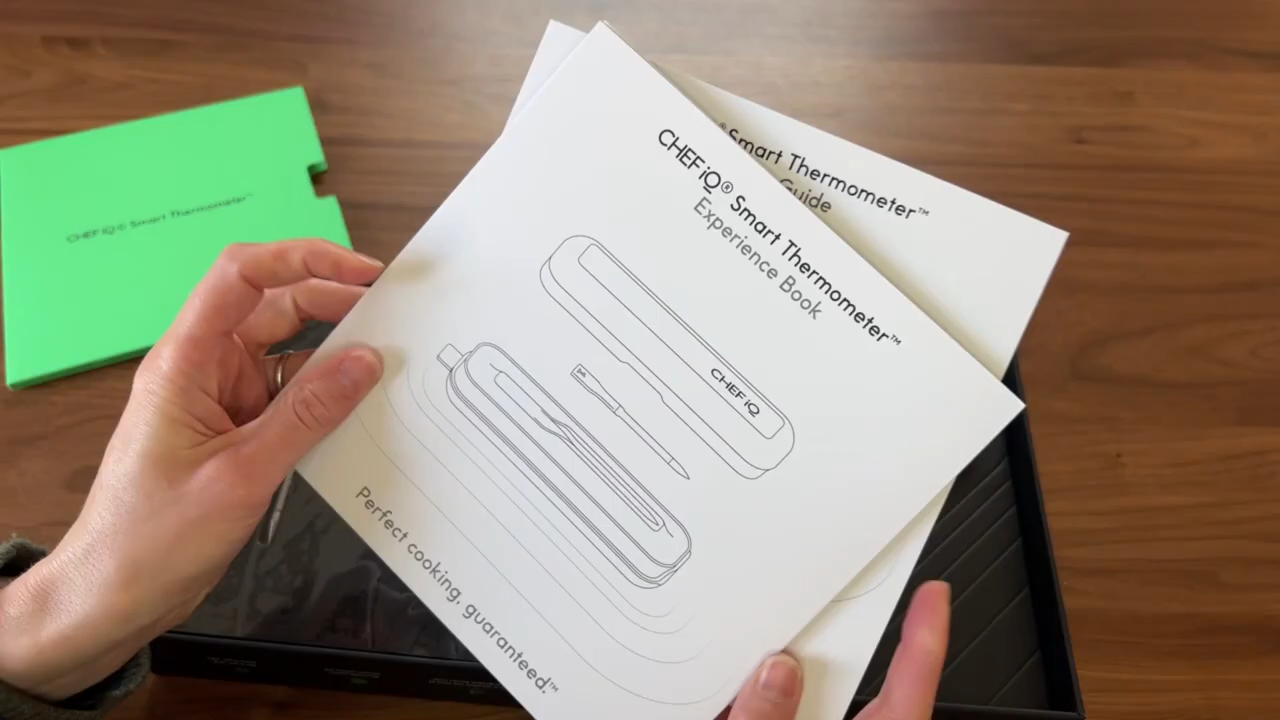 CHEF iQ® Smart Thermometer™
CHEF iQ® Smart Thermometer™
Experience Book
CHEF iQ
Perfect cooking, guaranteed.™
® Smart Thermometer™
Guide